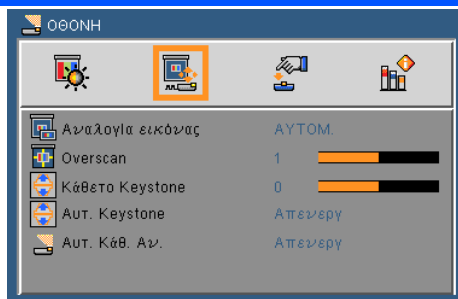 ΟΘΟΝΗ
Αναλογία εικόνας ΑΥΤΟΜ.
Overscan 1
Κάθετο Keystone 0
Αυτ. Keystone Απενεργ
Αυτ. Κάθ. Αν. Απενεργ